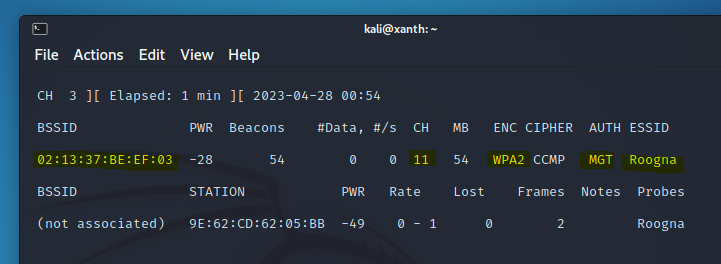 kali@xanth: ~
File Actions Edit View Help
CH 3 ][ Elapsed: 1 min ][ 2023-04-28 00:54
BSSID PWR Beacons #Data, #/s CH MB ENC CIPHER AUTH ESSID
02:13:37:BE:EF:03 -28 54 0 0 11 54 WPA2 CCMP MGT Roogna
BSSID STATION PWR Rate Lost Frames Notes Probes
(not associated) 9E:62:CD:62:05:BB -49 0 - 1 0 2 Roogna